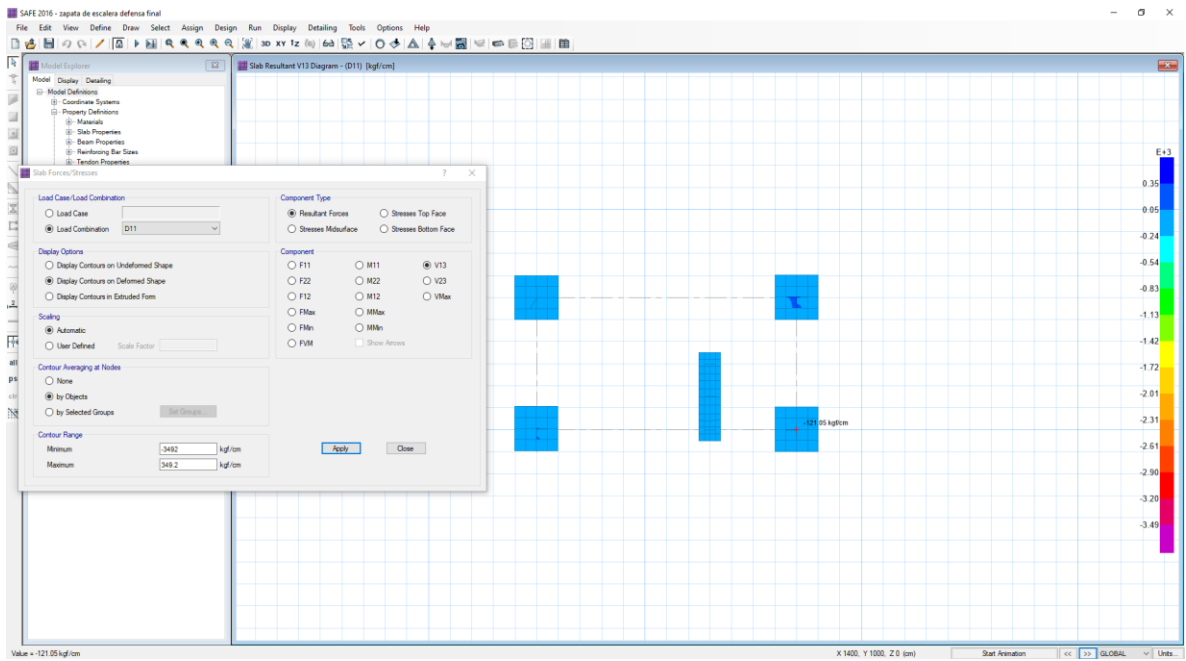 SAFE 2016 - zapata de escalera defensa final
File Edit View Define Draw Select Assign Design Run Display Detailing Tools Options Help
3D XY
Model Explorer
Model Display Detailing
Model Definitions
Coordinate Systems
Property Definitions
Materials
Slab Properties
Beam Properties
Reinforcing Bar Sizes
Tendon Properties
Slab Resultant V13 Diagram - (D11) [kgf/cm]
Slab Forces/Stresses
Load Case/Load Combination
Load Case
Load Combination D11
Display Options
Display Contours on Undeformed Shape
Display Contours on Deformed Shape
Display Contours in Extruded Form
Scaling
Automatic
User Defined Scale Factor
Contour Averaging at Nodes
None
by Objects
by Selected Groups Set Groups...
Contour Range
Minimum -3492 kgf/cm
Maximum 349.2 kgf/cm
Component Type
Resultant Forces Stresses Top Face
Stresses Midsurface Stresses Bottom Face
Component
F11 M11 V13
F22 M22 V23
F12 M12 VMax
FMax MMax
FMin MMin
FVM Show Arrows
Apply Close
all
-121.05 kgf/cm
E+3
0.35
0.05
-0.24
-0.54
-0.83
-1.13
-1.42
-1.72
-2.01
-2.31
-2.61
-2.90
-3.20
-3.49
Value = -121.05 kgf/cm
X 1400, Y 1000, Z 0 (cm)
Start Animation << >> GLOBAL Units...